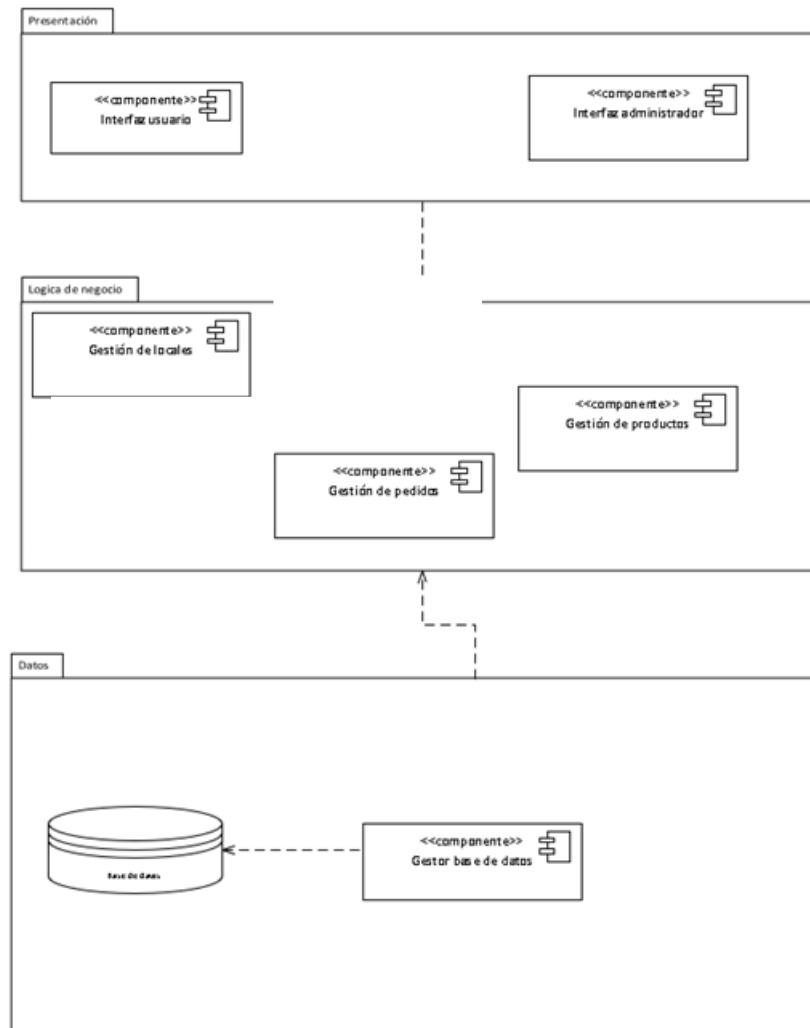 Presentación
<<componente>>
Interfaz usuario
<<componente>>
Interfaz administrador
Logica de negocio
<<componente>>
Gestión de locales
<<componente>>
Gestión de productos
<<componente>>
Gestión de pedidos
Datos
<<componente>>
Gestor base de datos
Base de datos